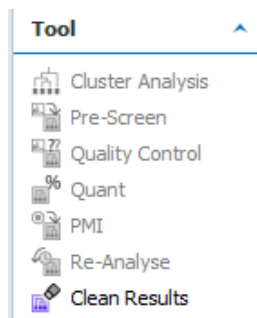 Tool
Cluster Analysis
Pre-Screen
Quality Control
Quant
PMI
Re-Analyse
Clean Results